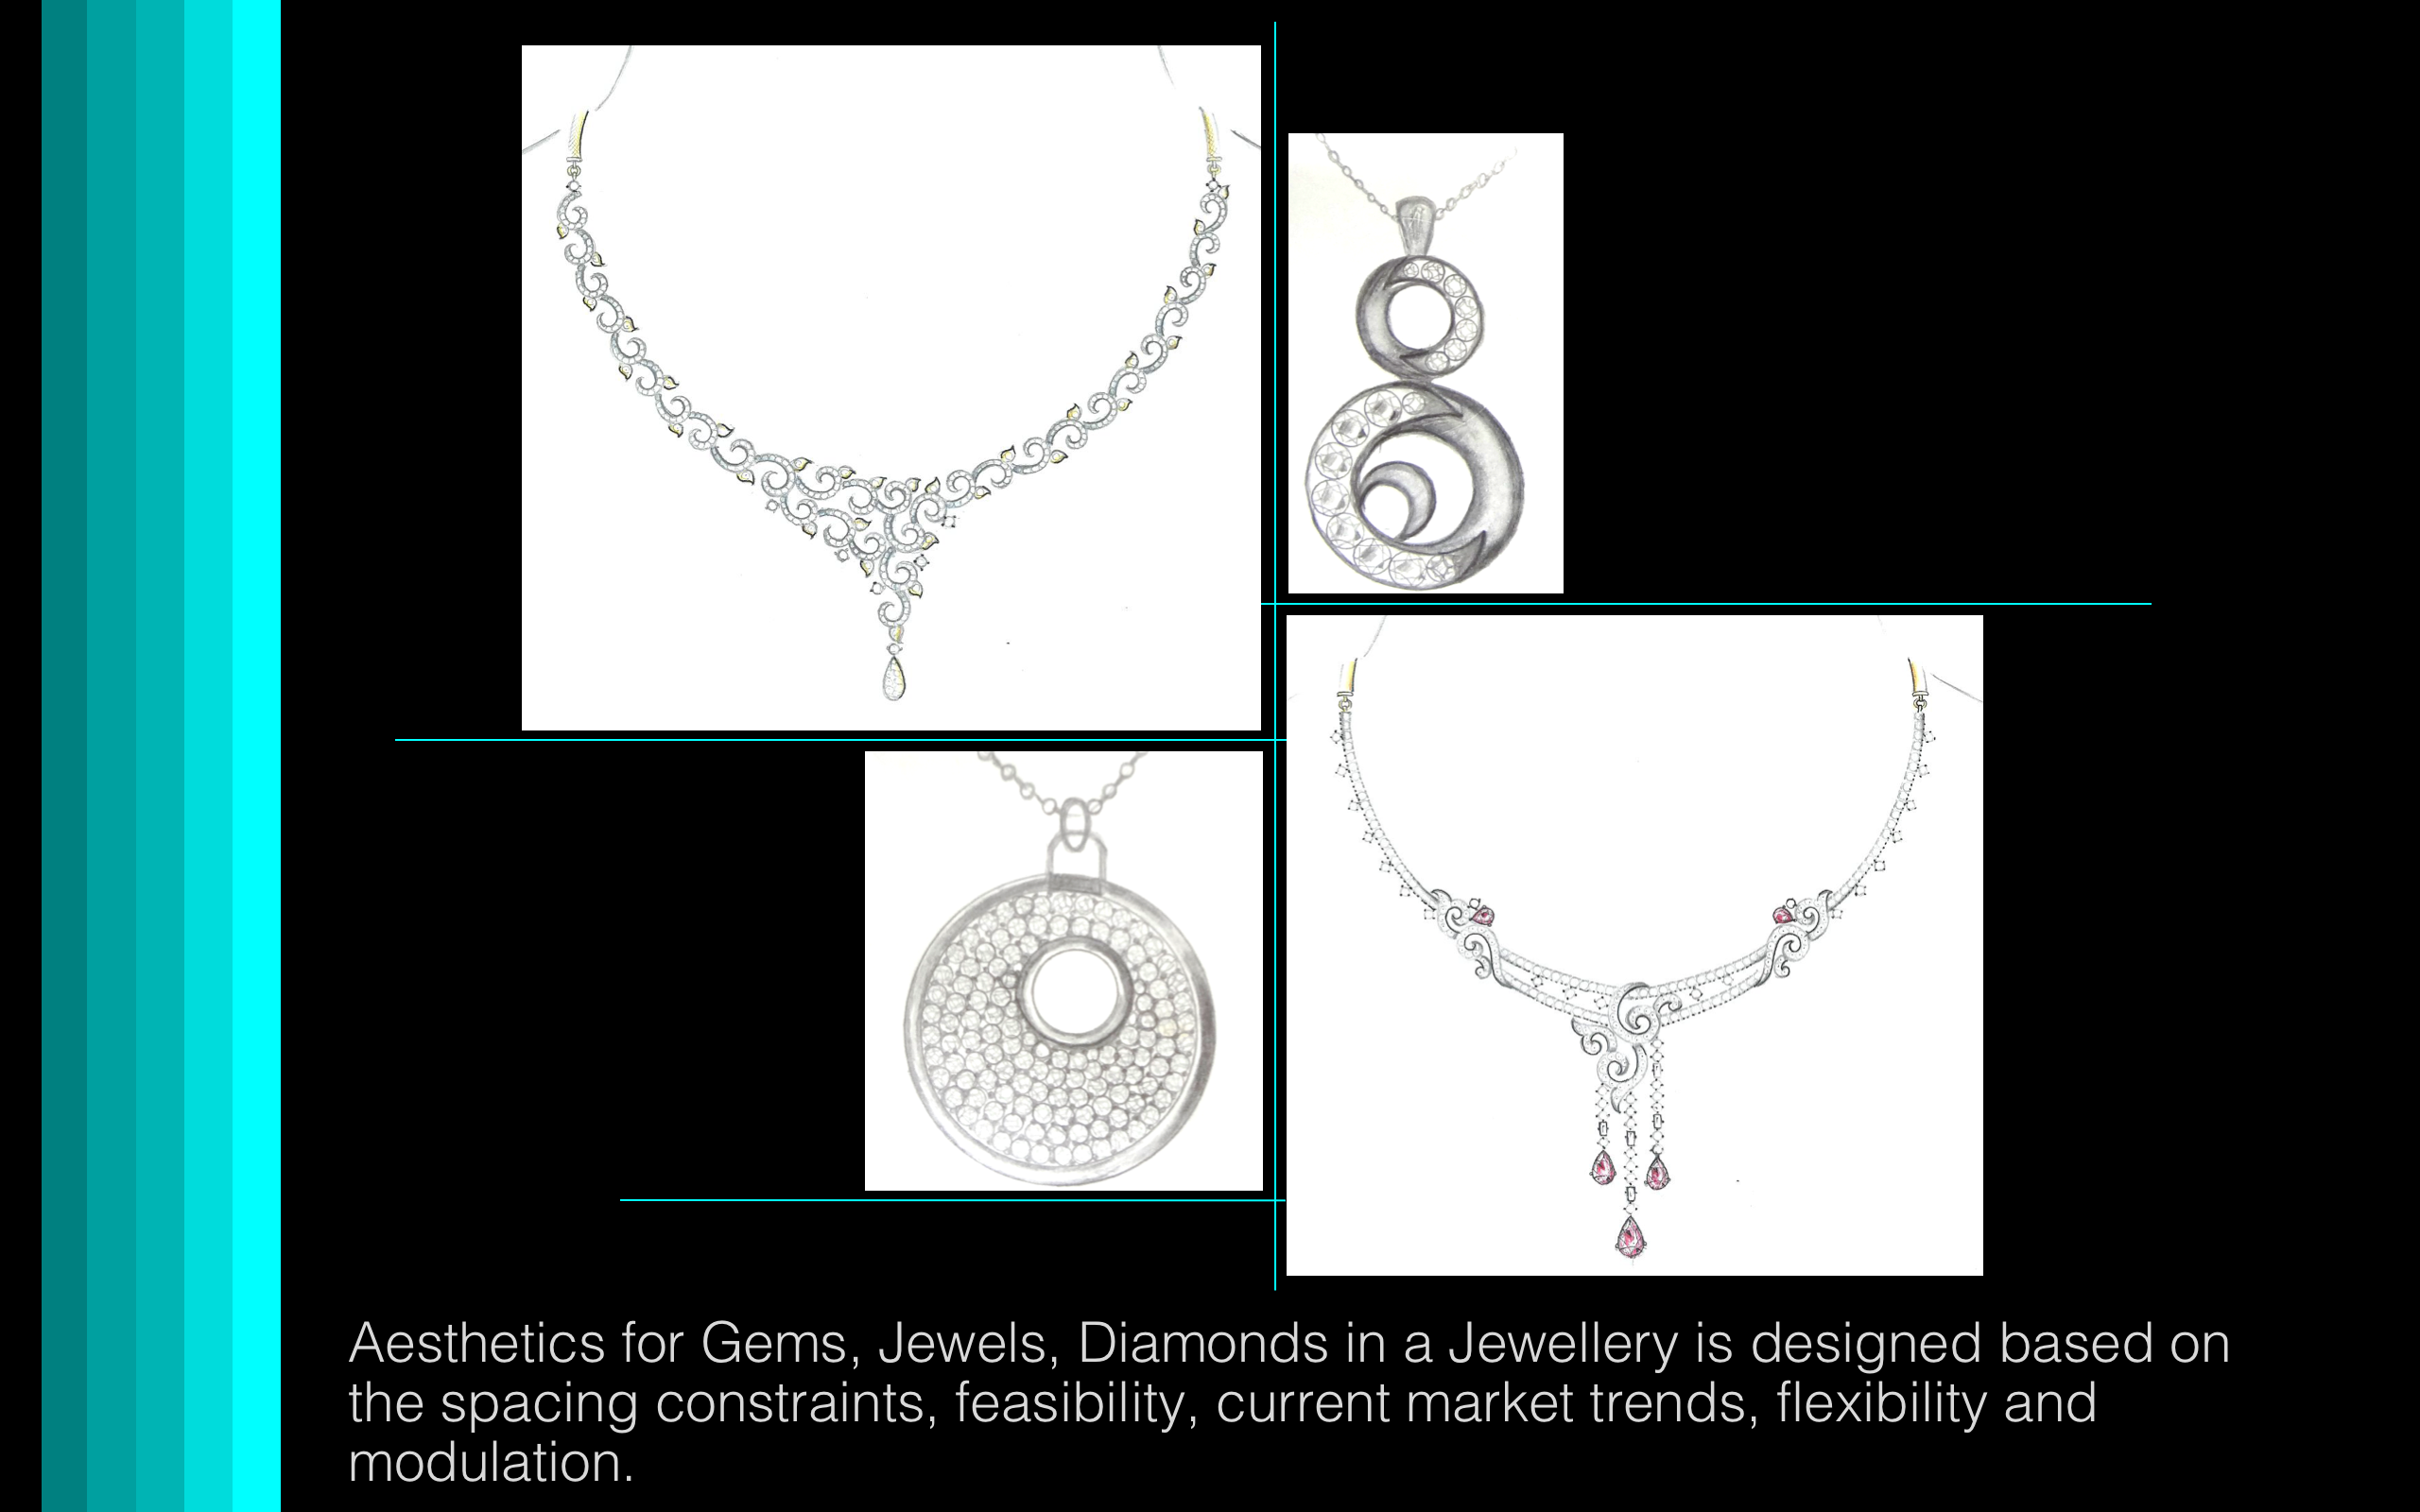 Aesthetics for Gems, Jewels, Diamonds in a Jewellery is designed based on
the spacing constraints, feasibility, current market trends, flexibility and
modulation.